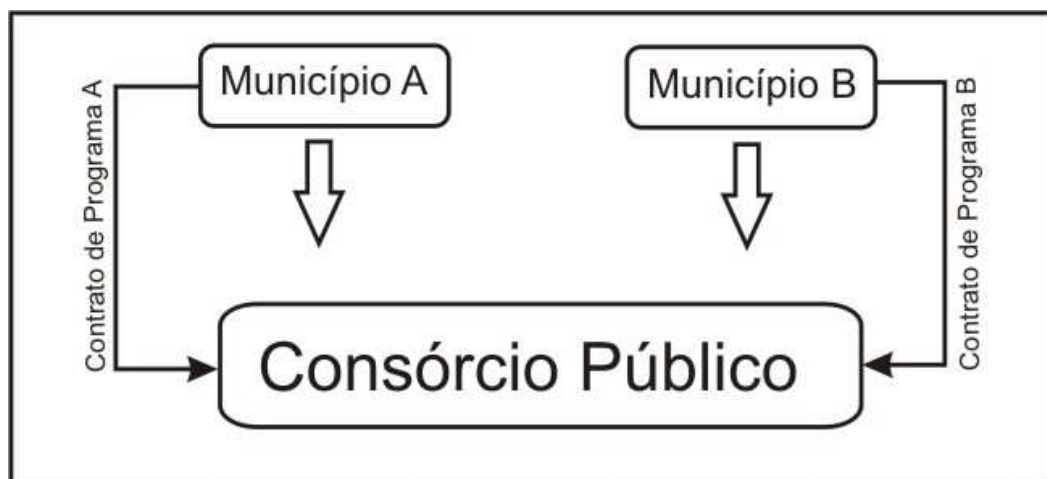 Município A
Município B
Contrato de Programa A
Contrato de Programa B
Consórcio Público